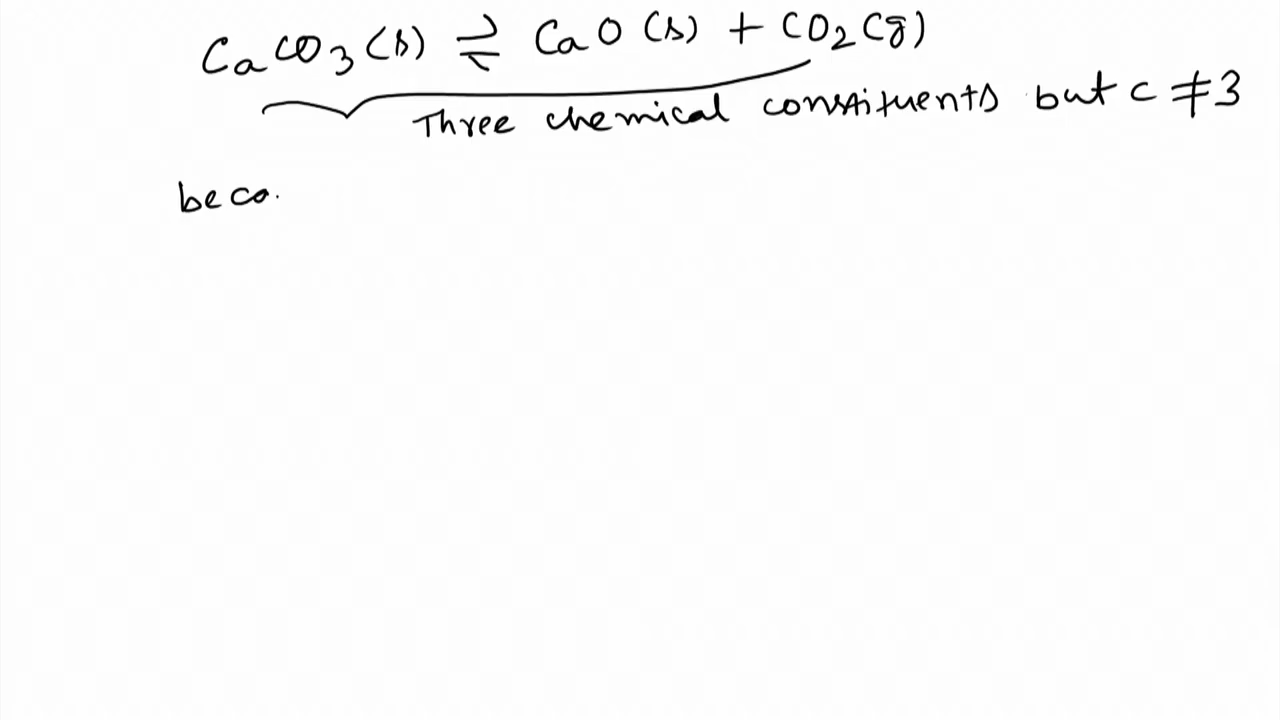 CaCO3(s) ⇌ CaO(s) + CO2(g)
Three chemical constituents but c ≠ 3
beca